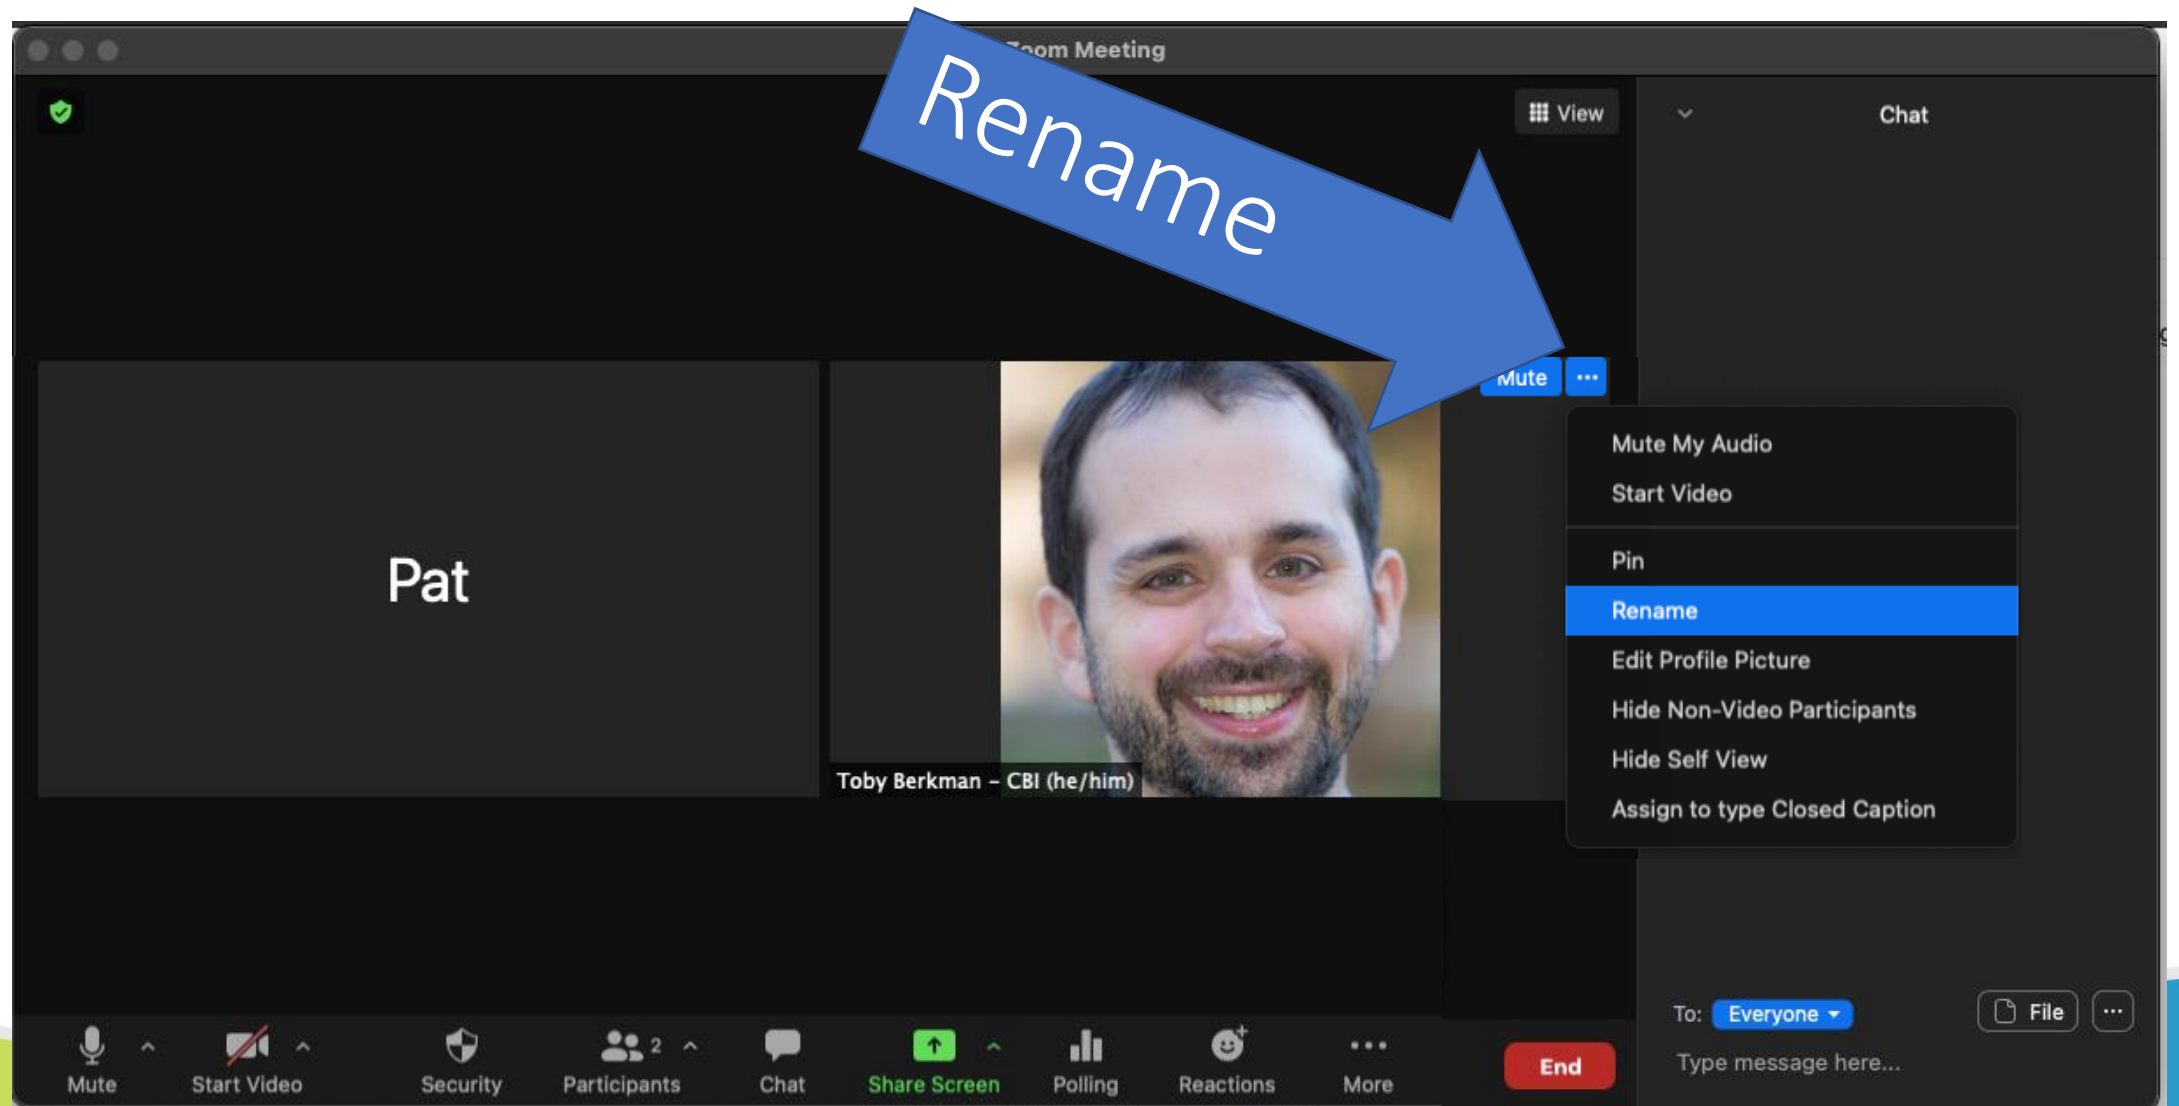 Zoom Meeting
Rename
View
Chat
Mute
Mute My Audio
Start Video
Pin
Rename
Edit Profile Picture
Hide Non-Video Participants
Hide Self View
Assign to type Closed Caption
Pat
Toby Berkman – CBI (he/him)
To: Everyone
File
Type message here...
Mute
Start Video
Security
2
Participants
Chat
Share Screen
Polling
Reactions
More
End